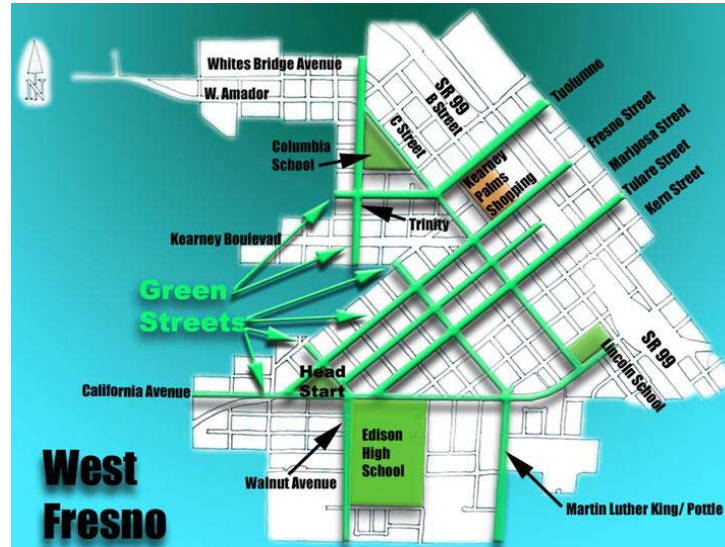 Whites Bridge Avenue
W. Amador
SR 99
B Street
Tuolumne
C Street
Fresno Street
Mariposa Street
Tulare Street
Kern Street
Columbia
School
Kearney
Palms
Shopping
Trinity
Kearney Boulevad
Green
Streets
N
SR 99
Lincoln School
Head
Start
California Avenue
Edison
High
School
Walnut Avenue
Martin Luther King/ Pottle
West
Fresno